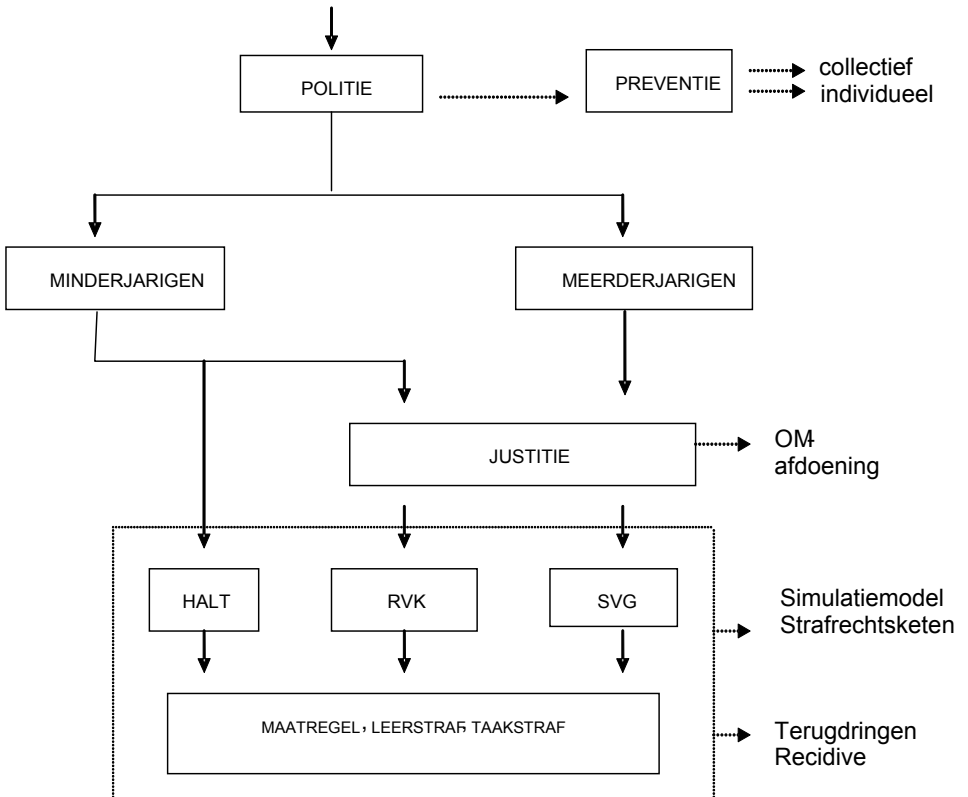 POLITIE
PREVENTIE
collectief
individueel
MINDERJARIGEN
MEERDERJARIGEN
JUSTITIE
OM-
afdoening
HALT
RVK
SVG
Simulatiemodel
Strafrechtsketen
MAATREGEL, LEERSTRAF, TAAKSTRAF
Terugdringen
Recidive